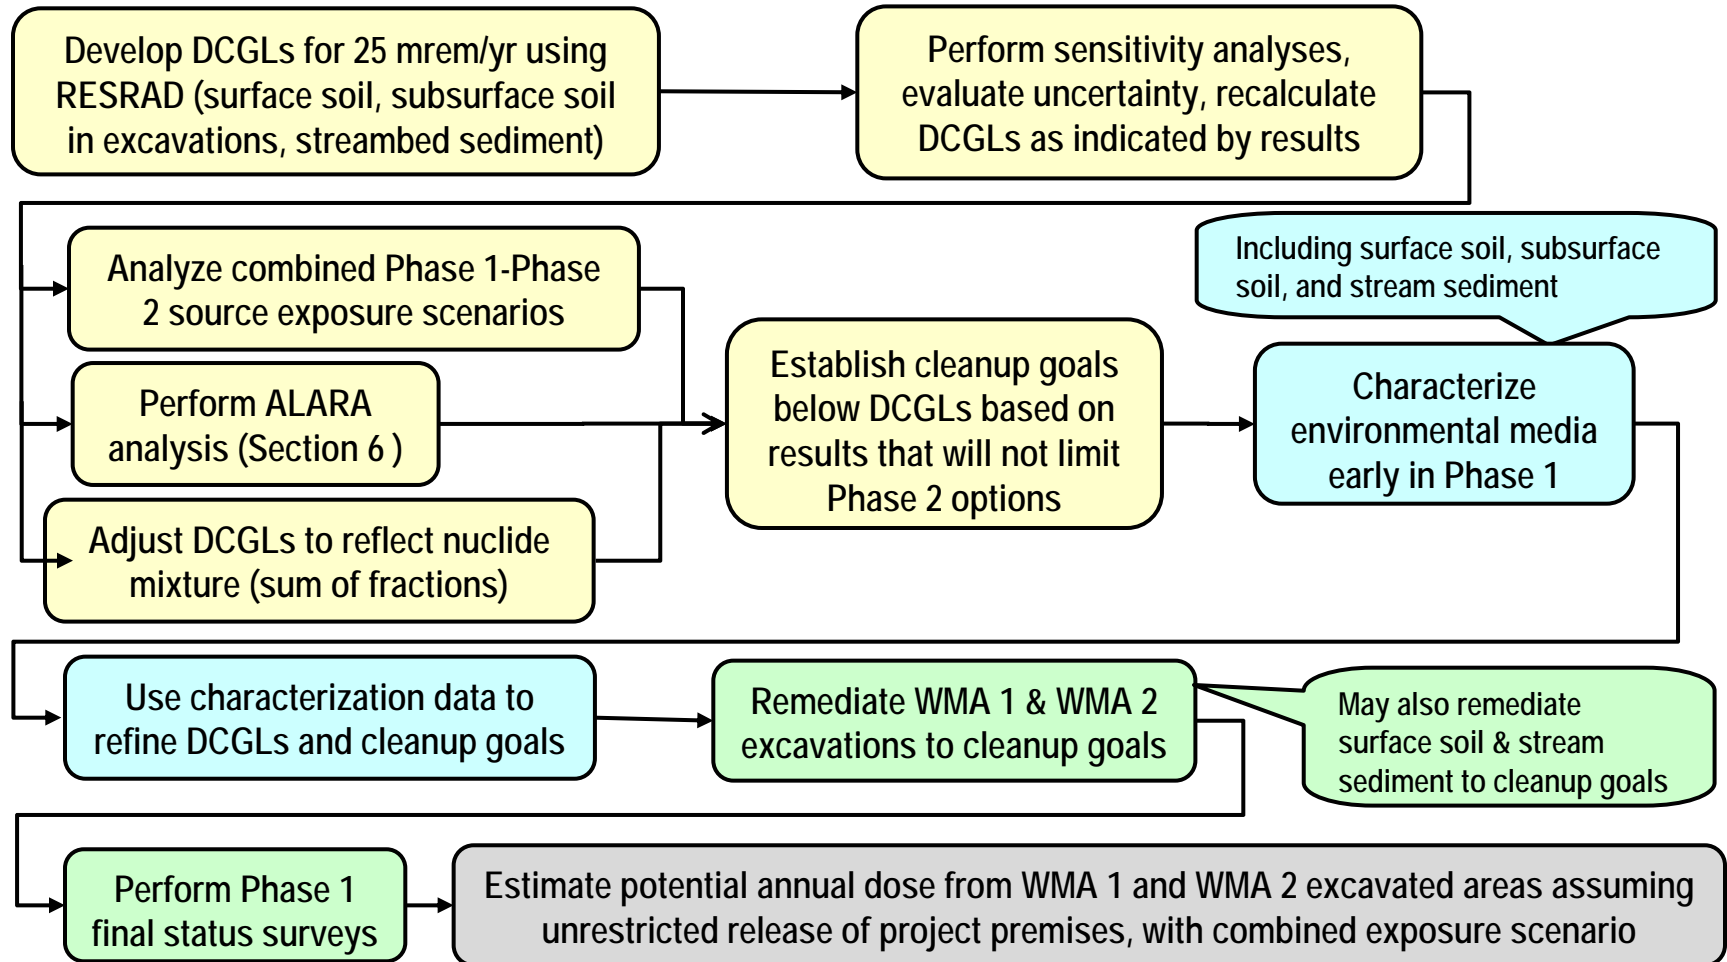 Develop DCGLs for 25 mrem/yr using
RESRAD (surface soil, subsurface soil
in excavations, streambed sediment)
Perform sensitivity analyses,
evaluate uncertainty, recalculate
DCGLs as indicated by results
Analyze combined Phase 1-Phase
2 source exposure scenarios
Perform ALARA
analysis (Section 6 )
Adjust DCGLs to reflect nuclide
mixture (sum of fractions)
Establish cleanup goals
below DCGLs based on
results that will not limit
Phase 2 options
Including surface soil, subsurface
soil, and stream sediment
Characterize
environmental media
early in Phase 1
Use characterization data to
refine DCGLs and cleanup goals
Remediate WMA 1 & WMA 2
excavations to cleanup goals
May also remediate
surface soil & stream
sediment to cleanup goals
Perform Phase 1
final status surveys
Estimate potential annual dose from WMA 1 and WMA 2 excavated areas assuming
unrestricted release of project premises, with combined exposure scenario